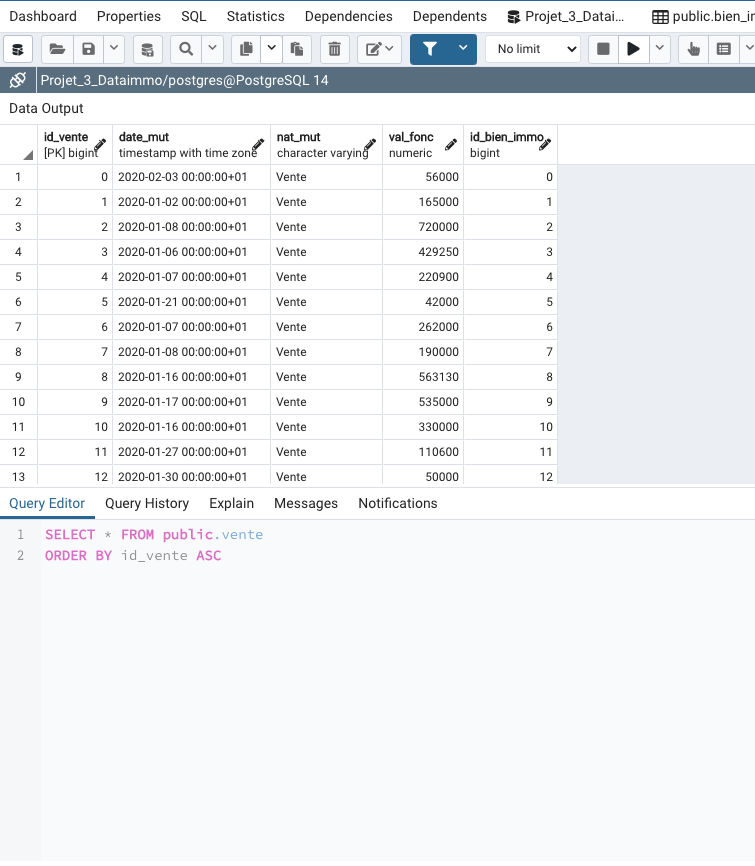 Dashboard Properties SQL Statistics Dependencies Dependents Projet_3_Datai... public.bien_ir
No limit
Projet_3_Dataimmo/postgres@PostgreSQL 14
Data Output
id_vente date_mut nat_mut val_fonc id_bien_immo
[PK] bigint timestamp with time zone character varying numeric bigint
1 0 2020-02-03 00:00:00+01 Vente 56000 0
2 1 2020-01-02 00:00:00+01 Vente 165000 1
3 2 2020-01-08 00:00:00+01 Vente 720000 2
4 3 2020-01-06 00:00:00+01 Vente 429250 3
5 4 2020-01-07 00:00:00+01 Vente 220900 4
6 5 2020-01-21 00:00:00+01 Vente 42000 5
7 6 2020-01-07 00:00:00+01 Vente 262000 6
8 7 2020-01-08 00:00:00+01 Vente 190000 7
9 8 2020-01-16 00:00:00+01 Vente 563130 8
10 9 2020-01-17 00:00:00+01 Vente 535000 9
11 10 2020-01-16 00:00:00+01 Vente 330000 10
12 11 2020-01-27 00:00:00+01 Vente 110600 11
13 12 2020-01-30 00:00:00+01 Vente 50000 12
Query Editor Query History Explain Messages Notifications
1 SELECT * FROM public.vente
2 ORDER BY id_vente ASC